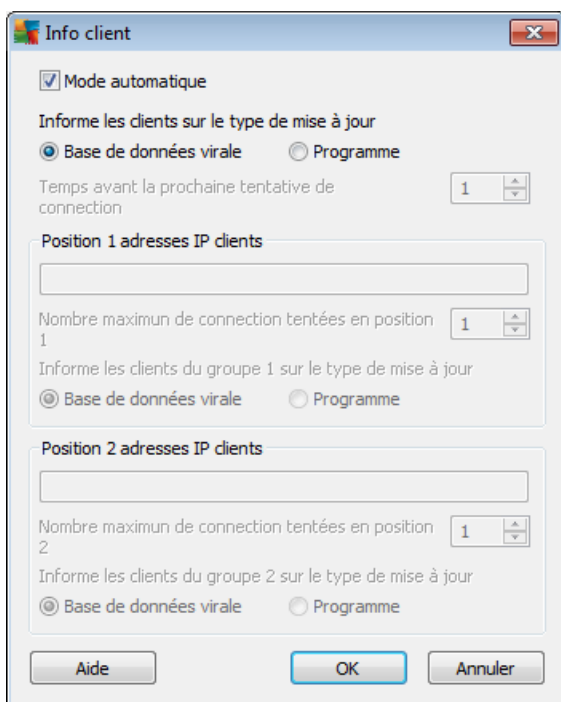 Info client
Mode automatique
Informe les clients sur le type de mise à jour
Base de données virale Programme
Temps avant la prochaine tentative de 1
connection
Position 1 adresses IP clients
Nombre maximun de connection tentées en position 1
1
Informe les clients du groupe 1 sur le type de mise à jour
Base de données virale Programme
Position 2 adresses IP clients
Nombre maximun de connection tentées en position 1
2
Informe les clients du groupe 2 sur le type de mise à jour
Base de données virale Programme
Aide OK Annuler